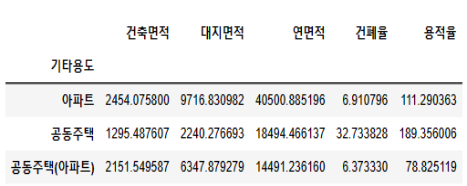 건축면적 대지면적 연면적 건폐율 용적율
기타용도
아파트 2454.075800 9716.830982 40500.885196 6.910796 111.290363
공동주택 1295.487607 2240.276693 18494.466137 32.733828 189.356006
공동주택(아파트) 2151.549587 6347.879279 14491.236160 6.373330 78.825119